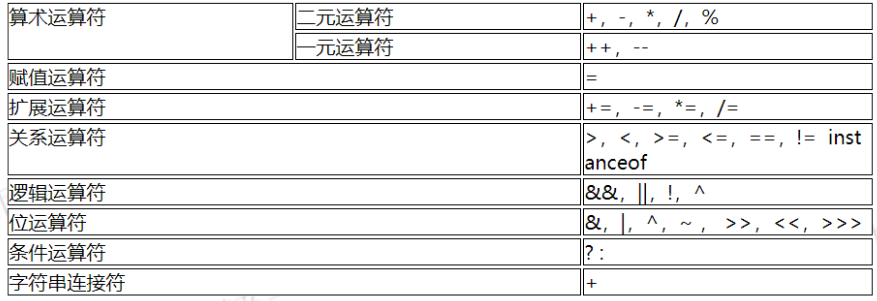 算术运算符 二元运算符 +, -, *, /, %
一元运算符 ++, --
赋值运算符 =
扩展运算符 +=, -=, *=, /=
关系运算符 >, <, >=, <=, ==, != inst
anceof
逻辑运算符 &&, ||, !, ^
位运算符 &, |, ^, ~ , >>, <<, >>>
条件运算符 ? :
字符串连接符 +